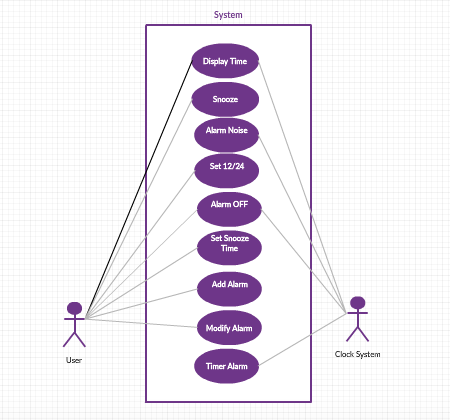 System
Display Time
Snooze
Alarm Noise
Set 12/24
Alarm OFF
Set Snooze
Time
Add Alarm
Modify Alarm
Timer Alarm
User
Clock System